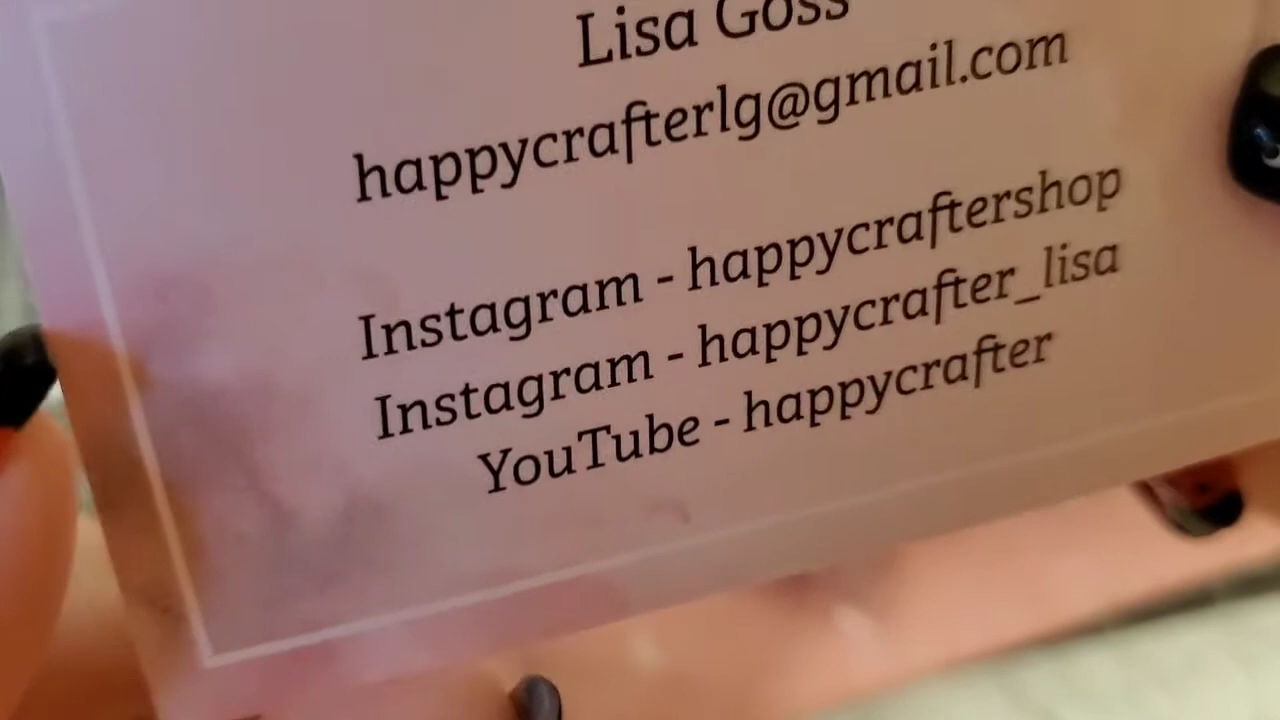 Lisa Goss
happycrafterlg@gmail.com
Instagram - happycraftershop
Instagram - happycrafter_lisa
YouTube - happycrafter